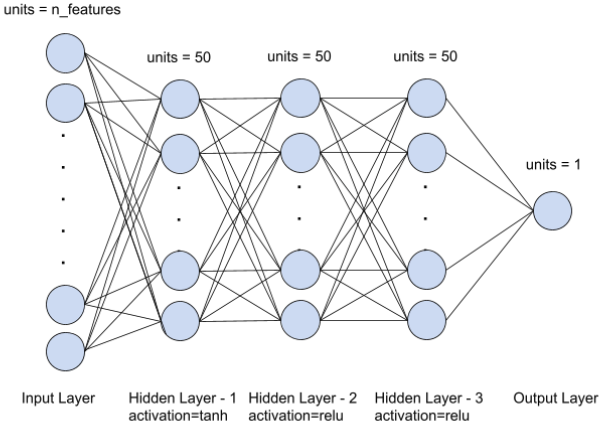 units = n_features
units = 50
units = 50
units = 50
units = 1
Input Layer
Hidden Layer - 1
activation=tanh
Hidden Layer - 2
activation=relu
Hidden Layer - 3
activation=relu
Output Layer